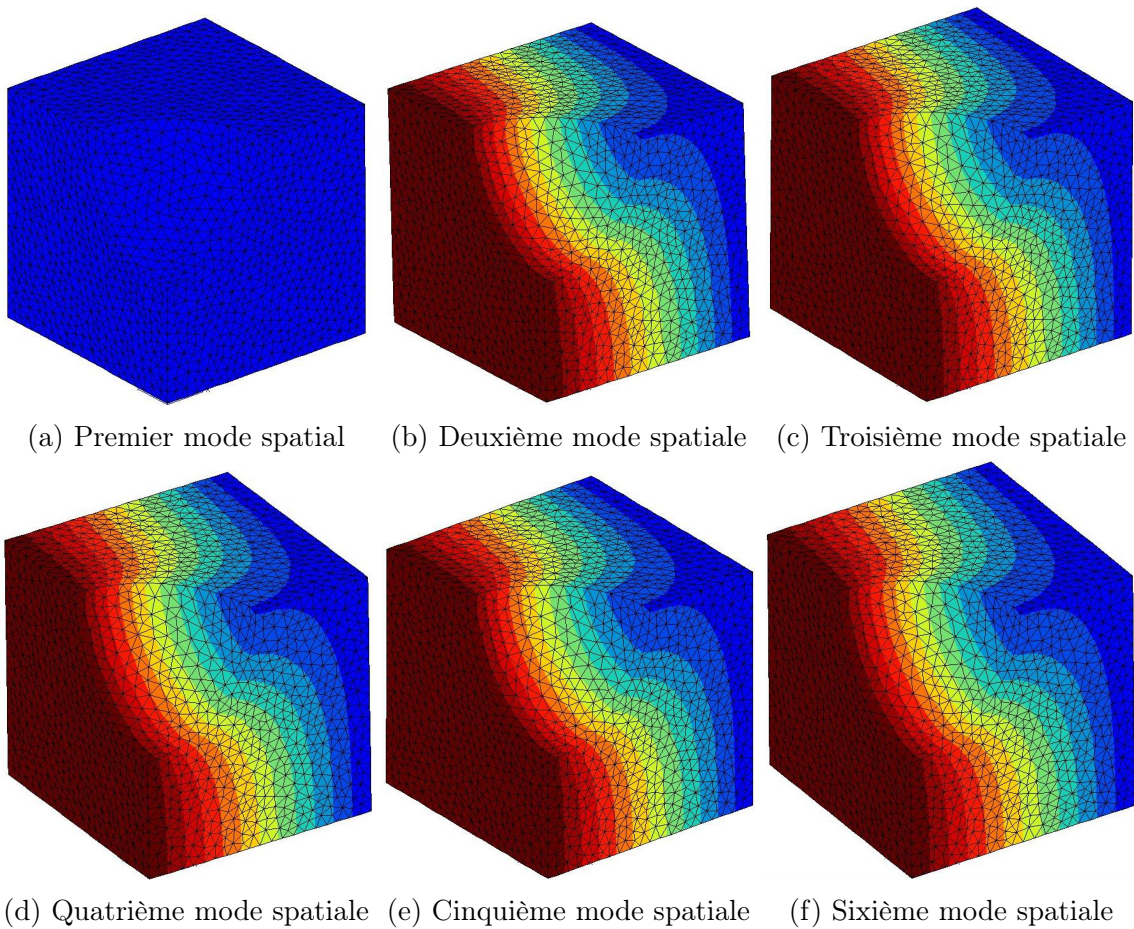 (a) Premier mode spatial
(b) Deuxième mode spatiale
(c) Troisième mode spatiale
(d) Quatrième mode spatiale
(e) Cinquième mode spatiale
(f) Sixième mode spatiale